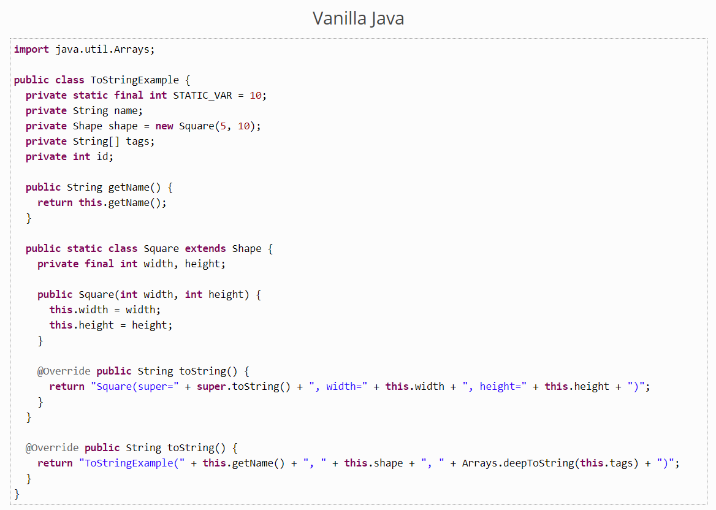 Vanilla Java
import java.util.Arrays;
public class ToStringExample {
  private static final int STATIC_VAR = 10;
  private String name;
  private Shape shape = new Square(5, 10);
  private String[] tags;
  private int id;
  public String getName() {
    return this.getName();
  }
  public static class Square extends Shape {
    private final int width, height;
    public Square(int width, int height) {
      this.width = width;
      this.height = height;
    }
    @Override public String toString() {
      return "Square(super=" + super.toString() + ", width=" + this.width + ", height=" + this.height + ")";
    }
  }
  @Override public String toString() {
    return "ToStringExample(" + this.getName() + ", " + this.shape + ", " + Arrays.deepToString(this.tags) + ")";
  }
}